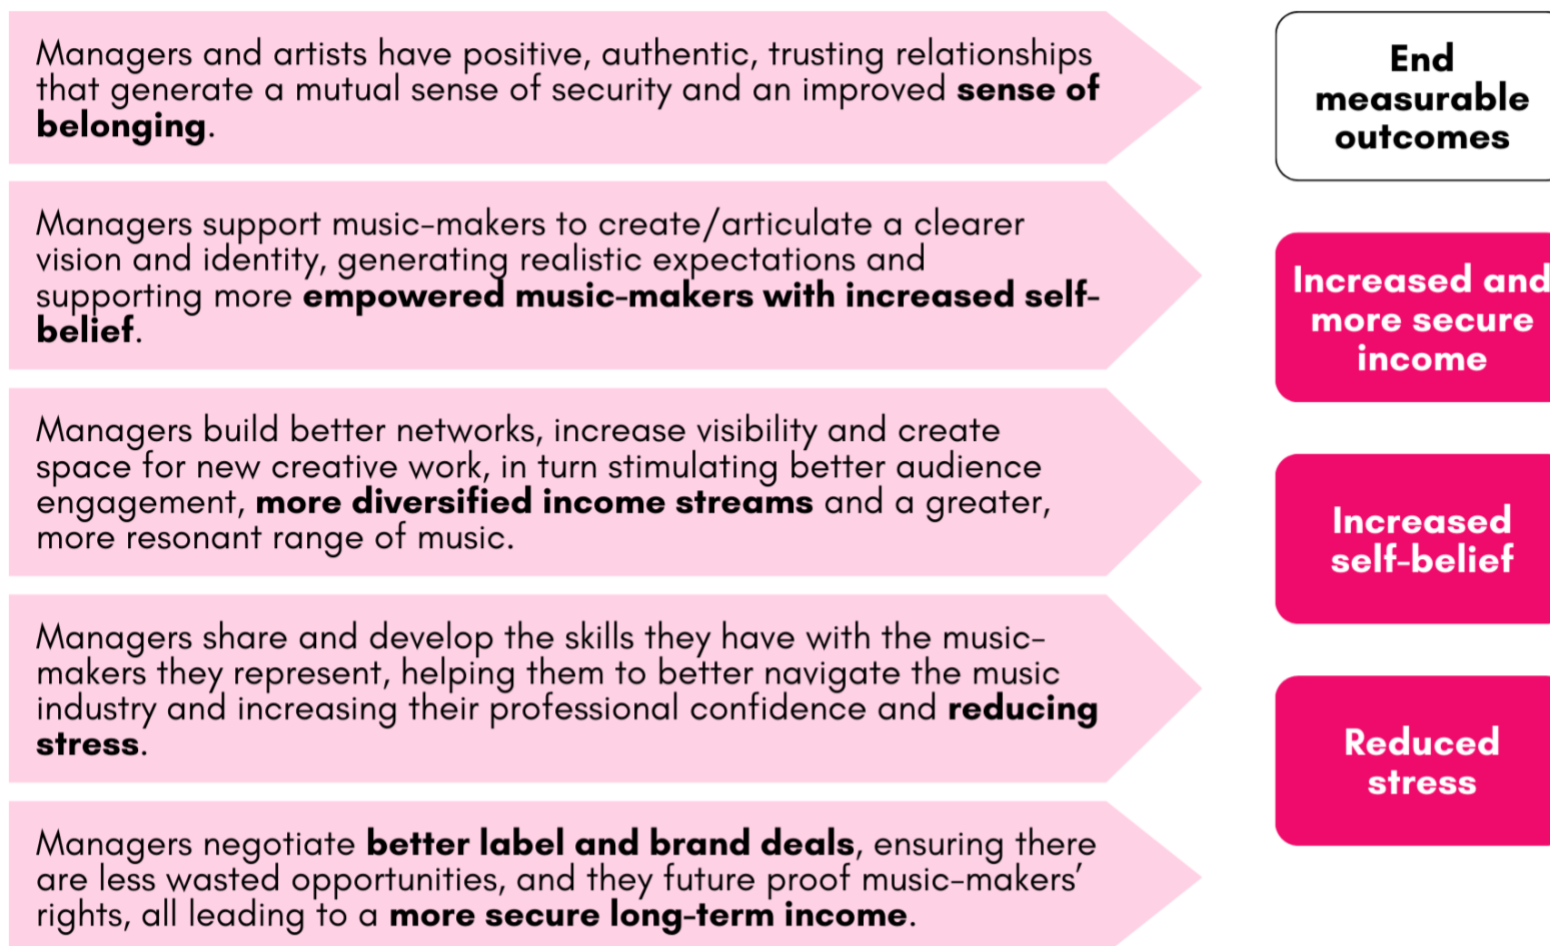 Managers and artists have positive, authentic, trusting relationships
that generate a mutual sense of security and an improved sense of
belonging.
Managers support music-makers to create/articulate a clearer
vision and identity, generating realistic expectations and
supporting more empowered music-makers with increased self-
belief.
Managers build better networks, increase visibility and create
space for new creative work, in turn stimulating better audience
engagement, more diversified income streams and a greater,
more resonant range of music.
Managers share and develop the skills they have with the music-
makers they represent, helping them to better navigate the music
industry and increasing their professional confidence and reducing
stress.
Managers negotiate better label and brand deals, ensuring there
are less wasted opportunities, and they future proof music-makers’
rights, all leading to a more secure long-term income.
End
measurable
outcomes
Increased and
more secure
income
Increased
self-belief
Reduced
stress